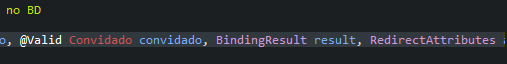 no BD
o, @Valid Convidado convidado, BindingResult result, RedirectAttributes